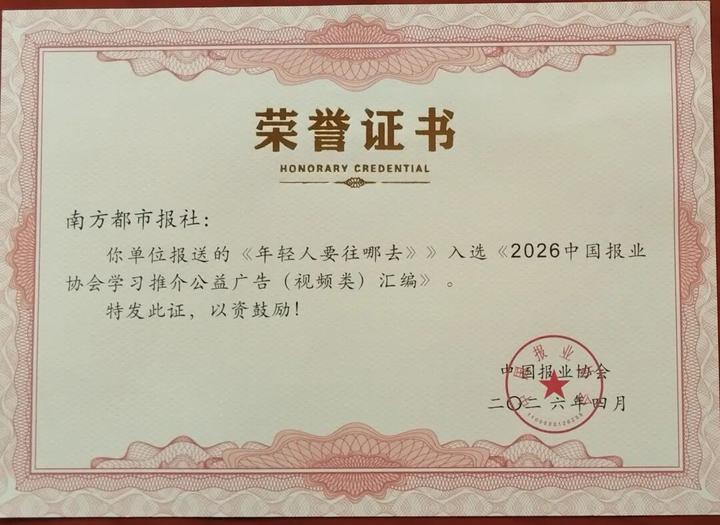 荣誉证书
HONORARY CREDENTIAL
南方都市报社：
你单位报送的《年轻人要往哪去》》入选《2026中国报业
协会学习推介公益广告（视频类）汇编》。
特发此证，以资鼓励！
中国报业协会
二〇二六年四月